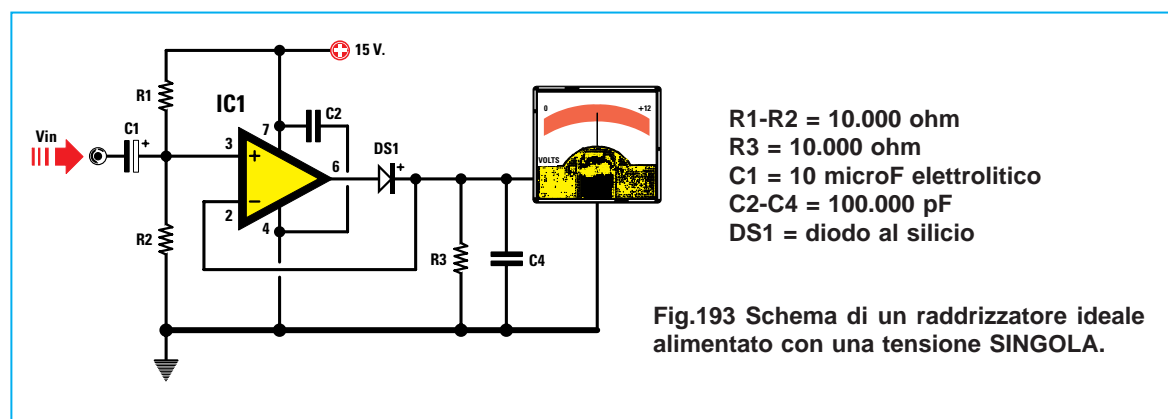 15 V.
R1
IC1
C2
Vin
C1
+
3
+
7
6
DS1
+
2
−
4
R2
R3
C4
0
+12
VOLTS
R1-R2 = 10.000 ohm
R3 = 10.000 ohm
C1 = 10 microF elettrolitico
C2-C4 = 100.000 pF
DS1 = diodo al silicio
Fig.193 Schema di un raddrizzatore ideale
alimentato con una tensione SINGOLA.